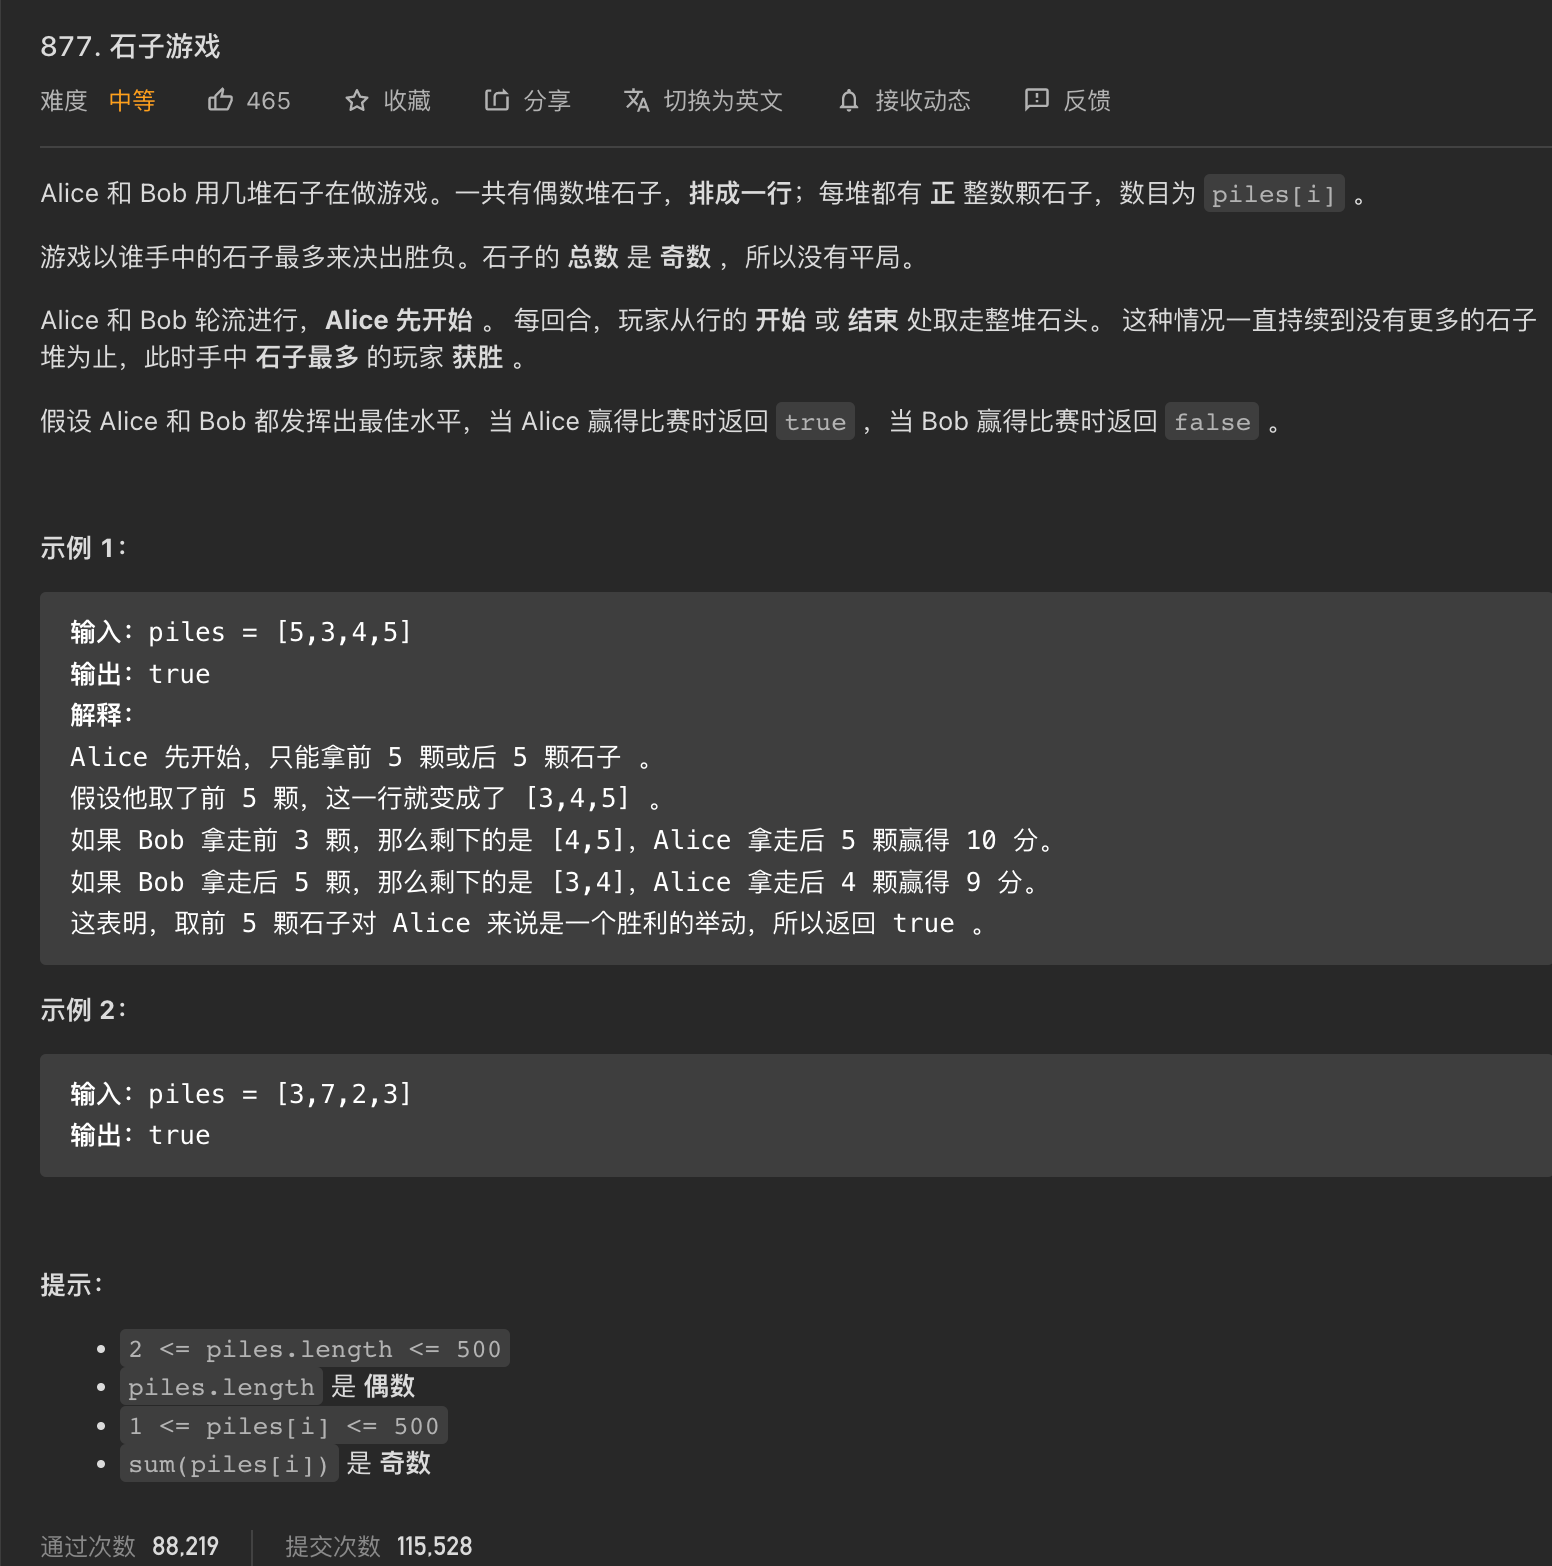 877. 石子游戏
难度 中等 465 收藏 分享 切换为英文 接收动态 反馈
Alice 和 Bob 用几堆石子在做游戏。一共有偶数堆石子，排成一行；每堆都有 正 整数颗石子，数目为 piles[i] 。
游戏以谁手中的石子最多来决出胜负。石子的 总数 是 奇数 ，所以没有平局。
Alice 和 Bob 轮流进行，Alice 先开始 。 每回合，玩家从行的 开始 或 结束 处取走整堆石头。 这种情况一直持续到没有更多的石子
堆为止，此时手中 石子最多 的玩家 获胜 。
假设 Alice 和 Bob 都发挥出最佳水平，当 Alice 赢得比赛时返回 true ，当 Bob 赢得比赛时返回 false 。
示例 1：
输入：piles = [5,3,4,5]
输出：true
解释：
Alice 先开始，只能拿前 5 颗或后 5 颗石子 。
假设他取了前 5 颗，这一行就变成了 [3,4,5] 。
如果 Bob 拿走前 3 颗，那么剩下的是 [4,5]，Alice 拿走后 5 颗赢得 10 分。
如果 Bob 拿走后 5 颗，那么剩下的是 [3,4]，Alice 拿走后 4 颗赢得 9 分。
这表明，取前 5 颗石子对 Alice 来说是一个胜利的举动，所以返回 true 。
示例 2：
输入：piles = [3,7,2,3]
输出：true
提示：
2 <= piles.length <= 500
piles.length 是 偶数
1 <= piles[i] <= 500
sum(piles[i]) 是 奇数
通过次数 88,219 提交次数 115,528